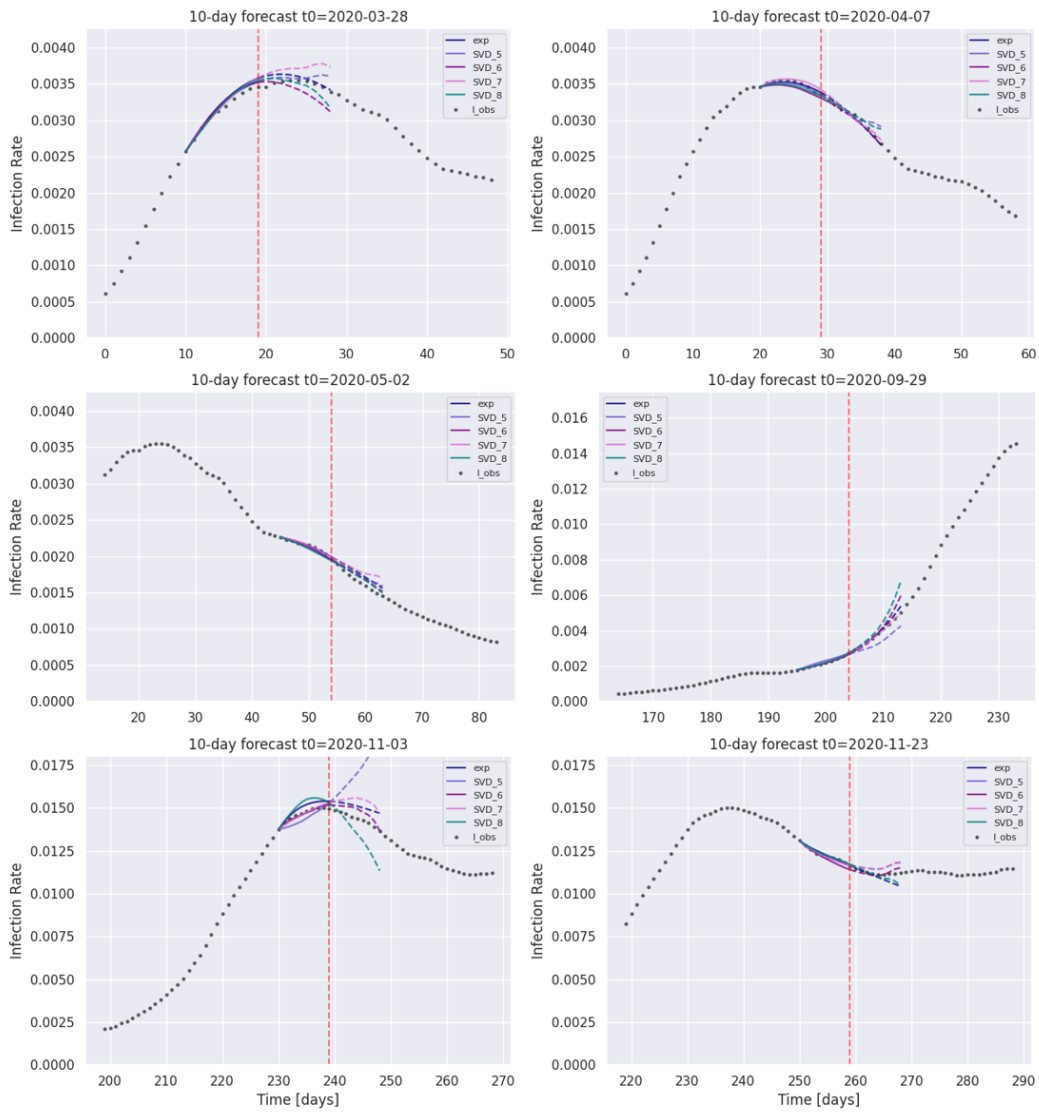 10-day forecast t0=2020-03-28
Infection Rate
0.0040
0.0035
0.0030
0.0025
0.0020
0.0015
0.0010
0.0005
0.0000
0 10 20 30 40 50
exp
SVD_5
SVD_6
SVD_7
SVD_8
I_obs
10-day forecast t0=2020-04-07
Infection Rate
0.0040
0.0035
0.0030
0.0025
0.0020
0.0015
0.0010
0.0005
0.0000
0 10 20 30 40 50 60
exp
SVD_5
SVD_6
SVD_7
SVD_8
I_obs
10-day forecast t0=2020-05-02
Infection Rate
0.0040
0.0035
0.0030
0.0025
0.0020
0.0015
0.0010
0.0005
0.0000
20 30 40 50 60 70 80
exp
SVD_5
SVD_6
SVD_7
SVD_8
I_obs
10-day forecast t0=2020-09-29
Infection Rate
0.016
0.014
0.012
0.010
0.008
0.006
0.004
0.002
0.000
170 180 190 200 210 220 230
exp
SVD_5
SVD_6
SVD_7
SVD_8
I_obs
10-day forecast t0=2020-11-03
Infection Rate
0.0175
0.0150
0.0125
0.0100
0.0075
0.0050
0.0025
0.0000
200 210 220 230 240 250 260 270
Time [days]
exp
SVD_5
SVD_6
SVD_7
SVD_8
I_obs
10-day forecast t0=2020-11-23
Infection Rate
0.0175
0.0150
0.0125
0.0100
0.0075
0.0050
0.0025
0.0000
220 230 240 250 260 270 280 290
Time [days]
exp
SVD_5
SVD_6
SVD_7
SVD_8
I_obs